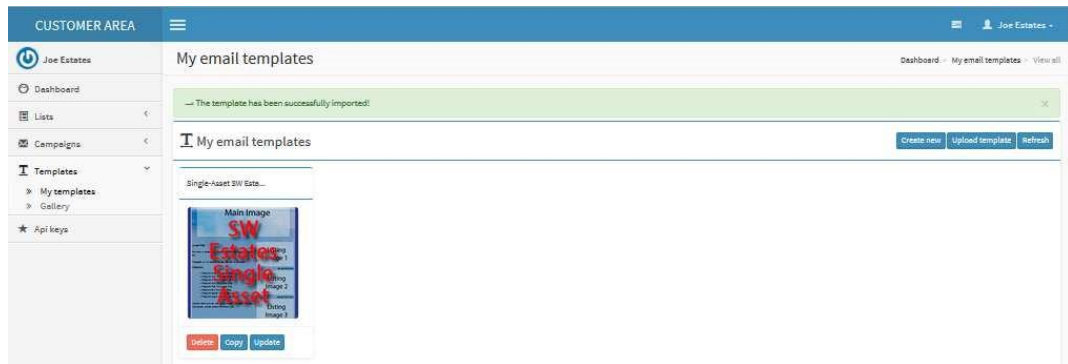 CUSTOMER AREA
Joe Estates
Joe Estates
Dashboard
Lists
Campaigns
Templates
My templates
Gallery
Api keys
My email templates
Dashboard
My email templates
View all
→ The template has been successfully imported!
My email templates
Create new
Upload template
Refresh
Single-Asset SW Esta...
Main Image
SW
Estates
Single
Asset
Image 1
Image 2
Image 3
Delete
Copy
Update